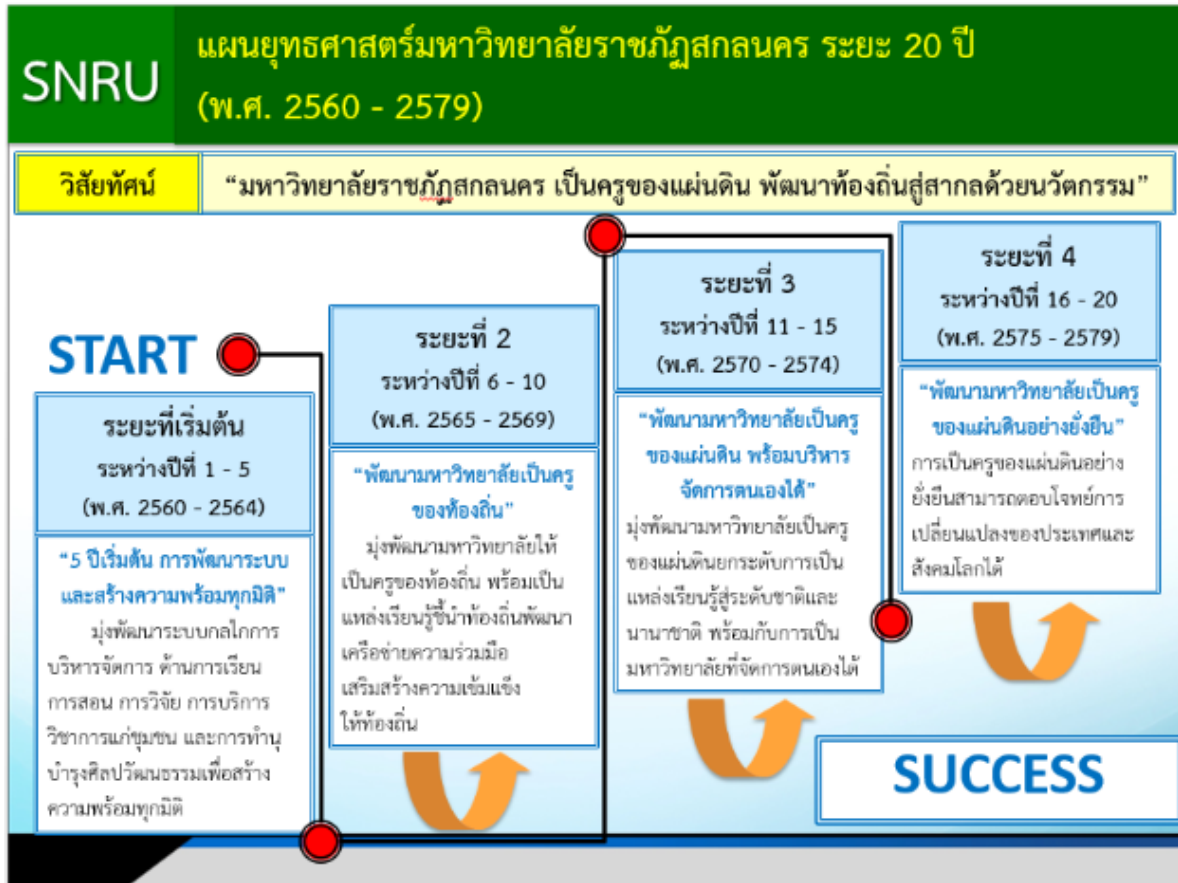 SNRU
แผนยุทธศาสตร์มหาวิทยาลัยราชภัฏสกลนคร ระยะ 20 ปี
(พ.ศ. 2560 - 2579)
วิสัยทัศน์
“มหาวิทยาลัยราชภัฏสกลนคร เป็นครูของแผ่นดิน พัฒนาท้องถิ่นสู่สากลด้วยนวัตกรรม”
START
ระยะที่เริ่มต้น
ระหว่างปีที่ 1 - 5
(พ.ศ. 2560 - 2564)
“5 ปีเริ่มต้น การพัฒนาระบบ
และสร้างความพร้อมทุกมิติ”
มุ่งพัฒนาระบบกลไกการ
บริหารจัดการ ด้านการเรียน
การสอน การวิจัย การบริการ
วิชาการแก่ชุมชน และการทำนุ
บำรุงศิลปวัฒนธรรมเพื่อสร้าง
ความพร้อมทุกมิติ
ระยะที่ 2
ระหว่างปีที่ 6 - 10
(พ.ศ. 2565 - 2569)
“พัฒนามหาวิทยาลัยเป็นครู
ของท้องถิ่น”
มุ่งพัฒนามหาวิทยาลัยให้
เป็นครูของท้องถิ่น พร้อมเป็น
แหล่งเรียนรู้ชี้นำท้องถิ่นพัฒนา
เครือข่ายความร่วมมือ
เสริมสร้างความเข้มแข็ง
ให้ท้องถิ่น
ระยะที่ 3
ระหว่างปีที่ 11 - 15
(พ.ศ. 2570 - 2574)
“พัฒนามหาวิทยาลัยเป็นครู
ของแผ่นดิน พร้อมบริหาร
จัดการตนเองได้”
มุ่งพัฒนามหาวิทยาลัยเป็นครู
ของแผ่นดินยกระดับการเป็น
แหล่งเรียนรู้สู่ระดับชาติและ
นานาชาติ พร้อมกับการเป็น
มหาวิทยาลัยที่จัดการตนเองได้
ระยะที่ 4
ระหว่างปีที่ 16 - 20
(พ.ศ. 2575 - 2579)
“พัฒนามหาวิทยาลัยเป็นครู
ของแผ่นดินอย่างยั่งยืน”
การเป็นครูของแผ่นดินอย่าง
ยั่งยืนสามารถตอบโจทย์การ
เปลี่ยนแปลงของประเทศและ
สังคมโลกได้
SUCCESS